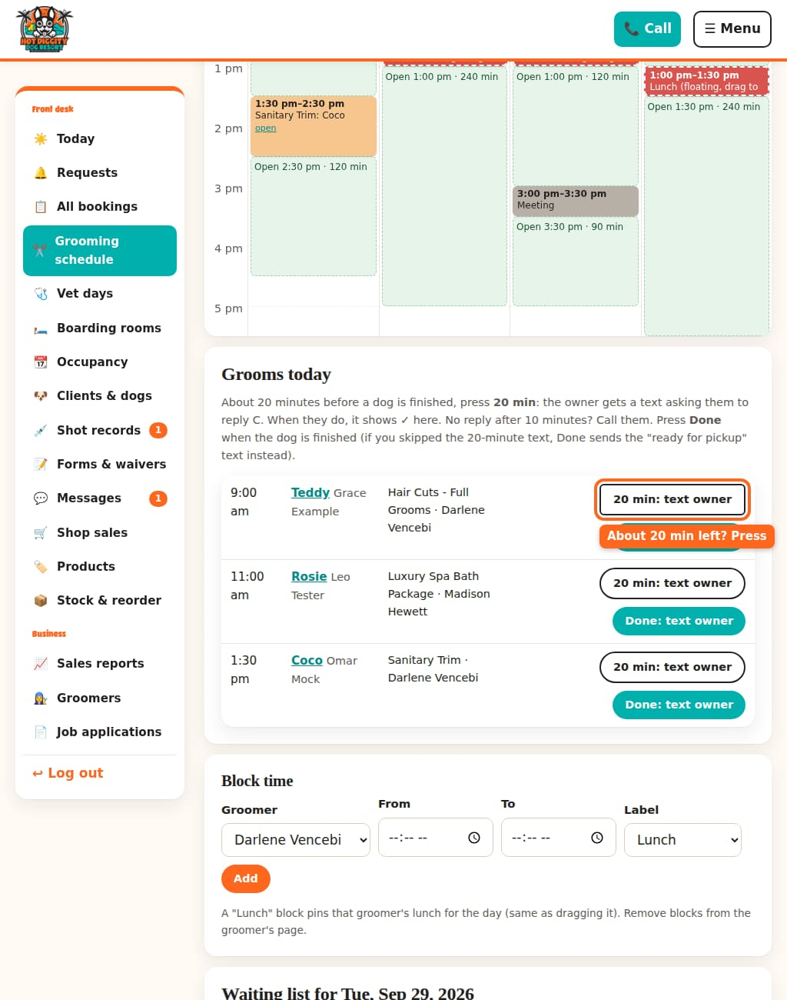 HOT DIGGITY
DOG RESORT
Call
☰ Menu
Front desk
Today
Requests
All bookings
Grooming
schedule
Vet days
Boarding rooms
Occupancy
Clients & dogs
Shot records 1
Forms & waivers
Messages 1
Shop sales
Products
Stock & reorder
Business
Sales reports
Groomers
Job applications
↩ Log out
1 pm
2 pm
3 pm
4 pm
5 pm
1:30 pm–2:30 pm
Sanitary Trim: Coco
open
Open 2:30 pm · 120 min
Open 1:00 pm · 240 min
Open 1:00 pm · 120 min
3:00 pm–3:30 pm
Meeting
Open 3:30 pm · 90 min
1:00 pm–1:30 pm
Lunch (floating, drag to
Open 1:30 pm · 240 min
Grooms today
About 20 minutes before a dog is finished, press 20 min: the owner gets a text asking them to
reply C. When they do, it shows ✓ here. No reply after 10 minutes? Call them. Press Done
when the dog is finished (if you skipped the 20-minute text, Done sends the "ready for pickup"
text instead).
9:00
am
Teddy Grace
Example
Hair Cuts - Full
Grooms · Darlene
Vencebi
20 min: text owner
About 20 min left? Press
11:00
am
Rosie Leo
Tester
Luxury Spa Bath
Package · Madison
Hewett
20 min: text owner
Done: text owner
1:30
pm
Coco Omar
Mock
Sanitary Trim ·
Darlene Vencebi
20 min: text owner
Done: text owner
Block time
Groomer
Darlene Vencebi
From
--:-- --
To
--:-- --
Label
Lunch
Add
A "Lunch" block pins that groomer's lunch for the day (same as dragging it). Remove blocks from the
groomer's page.
Waiting list for Tue, Sep 29, 2026